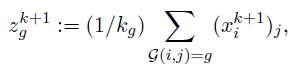 z_g^{k+1} := (1/k_g) \sum_{\mathcal{G}(i,j)=g} (x_i^{k+1})_j,